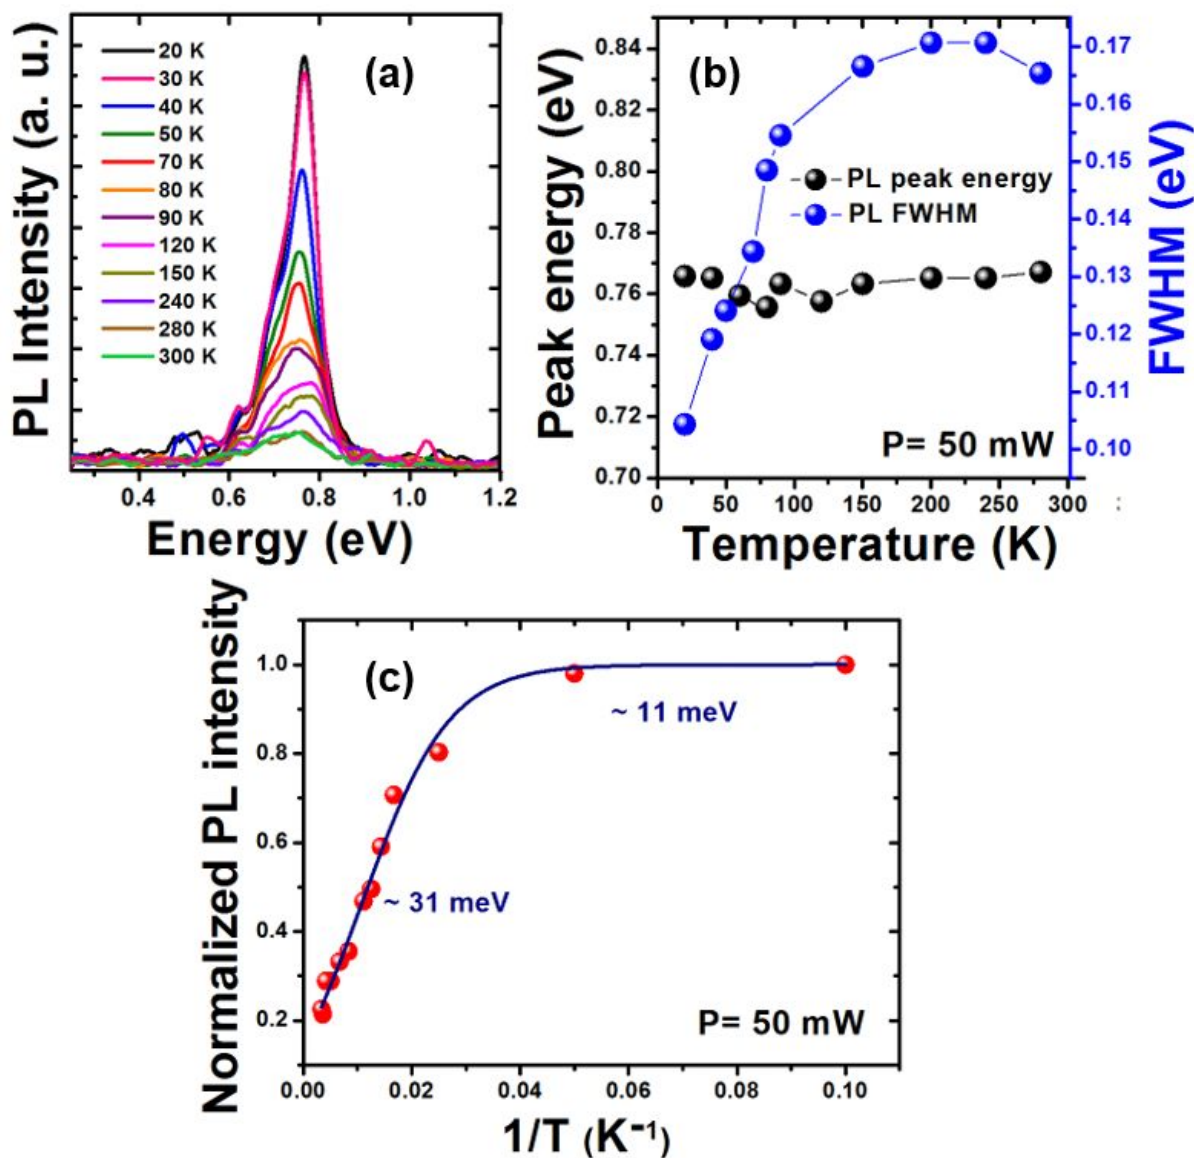 PL Intensity (a. u.)
20 K
30 K
40 K
50 K
70 K
80 K
90 K
120 K
150 K
240 K
280 K
300 K
(a)
0.4 0.6 0.8 1.0 1.2
Energy (eV)
Peak energy (eV)
0.84
0.82
0.80
0.78
0.76
0.74
0.72
0.70
(b)
PL peak energy
PL FWHM
P= 50 mW
0 50 100 150 200 250 300
Temperature (K)
0.17
0.16
0.15
0.14
0.13
0.12
0.11
0.10
FWHM (eV)
:
Normalized PL intensity
1.0
0.8
0.6
0.4
0.2
(c)
~ 11 meV
~ 31 meV
P= 50 mW
0.00 0.02 0.04 0.06 0.08 0.10
1/T (K⁻¹)